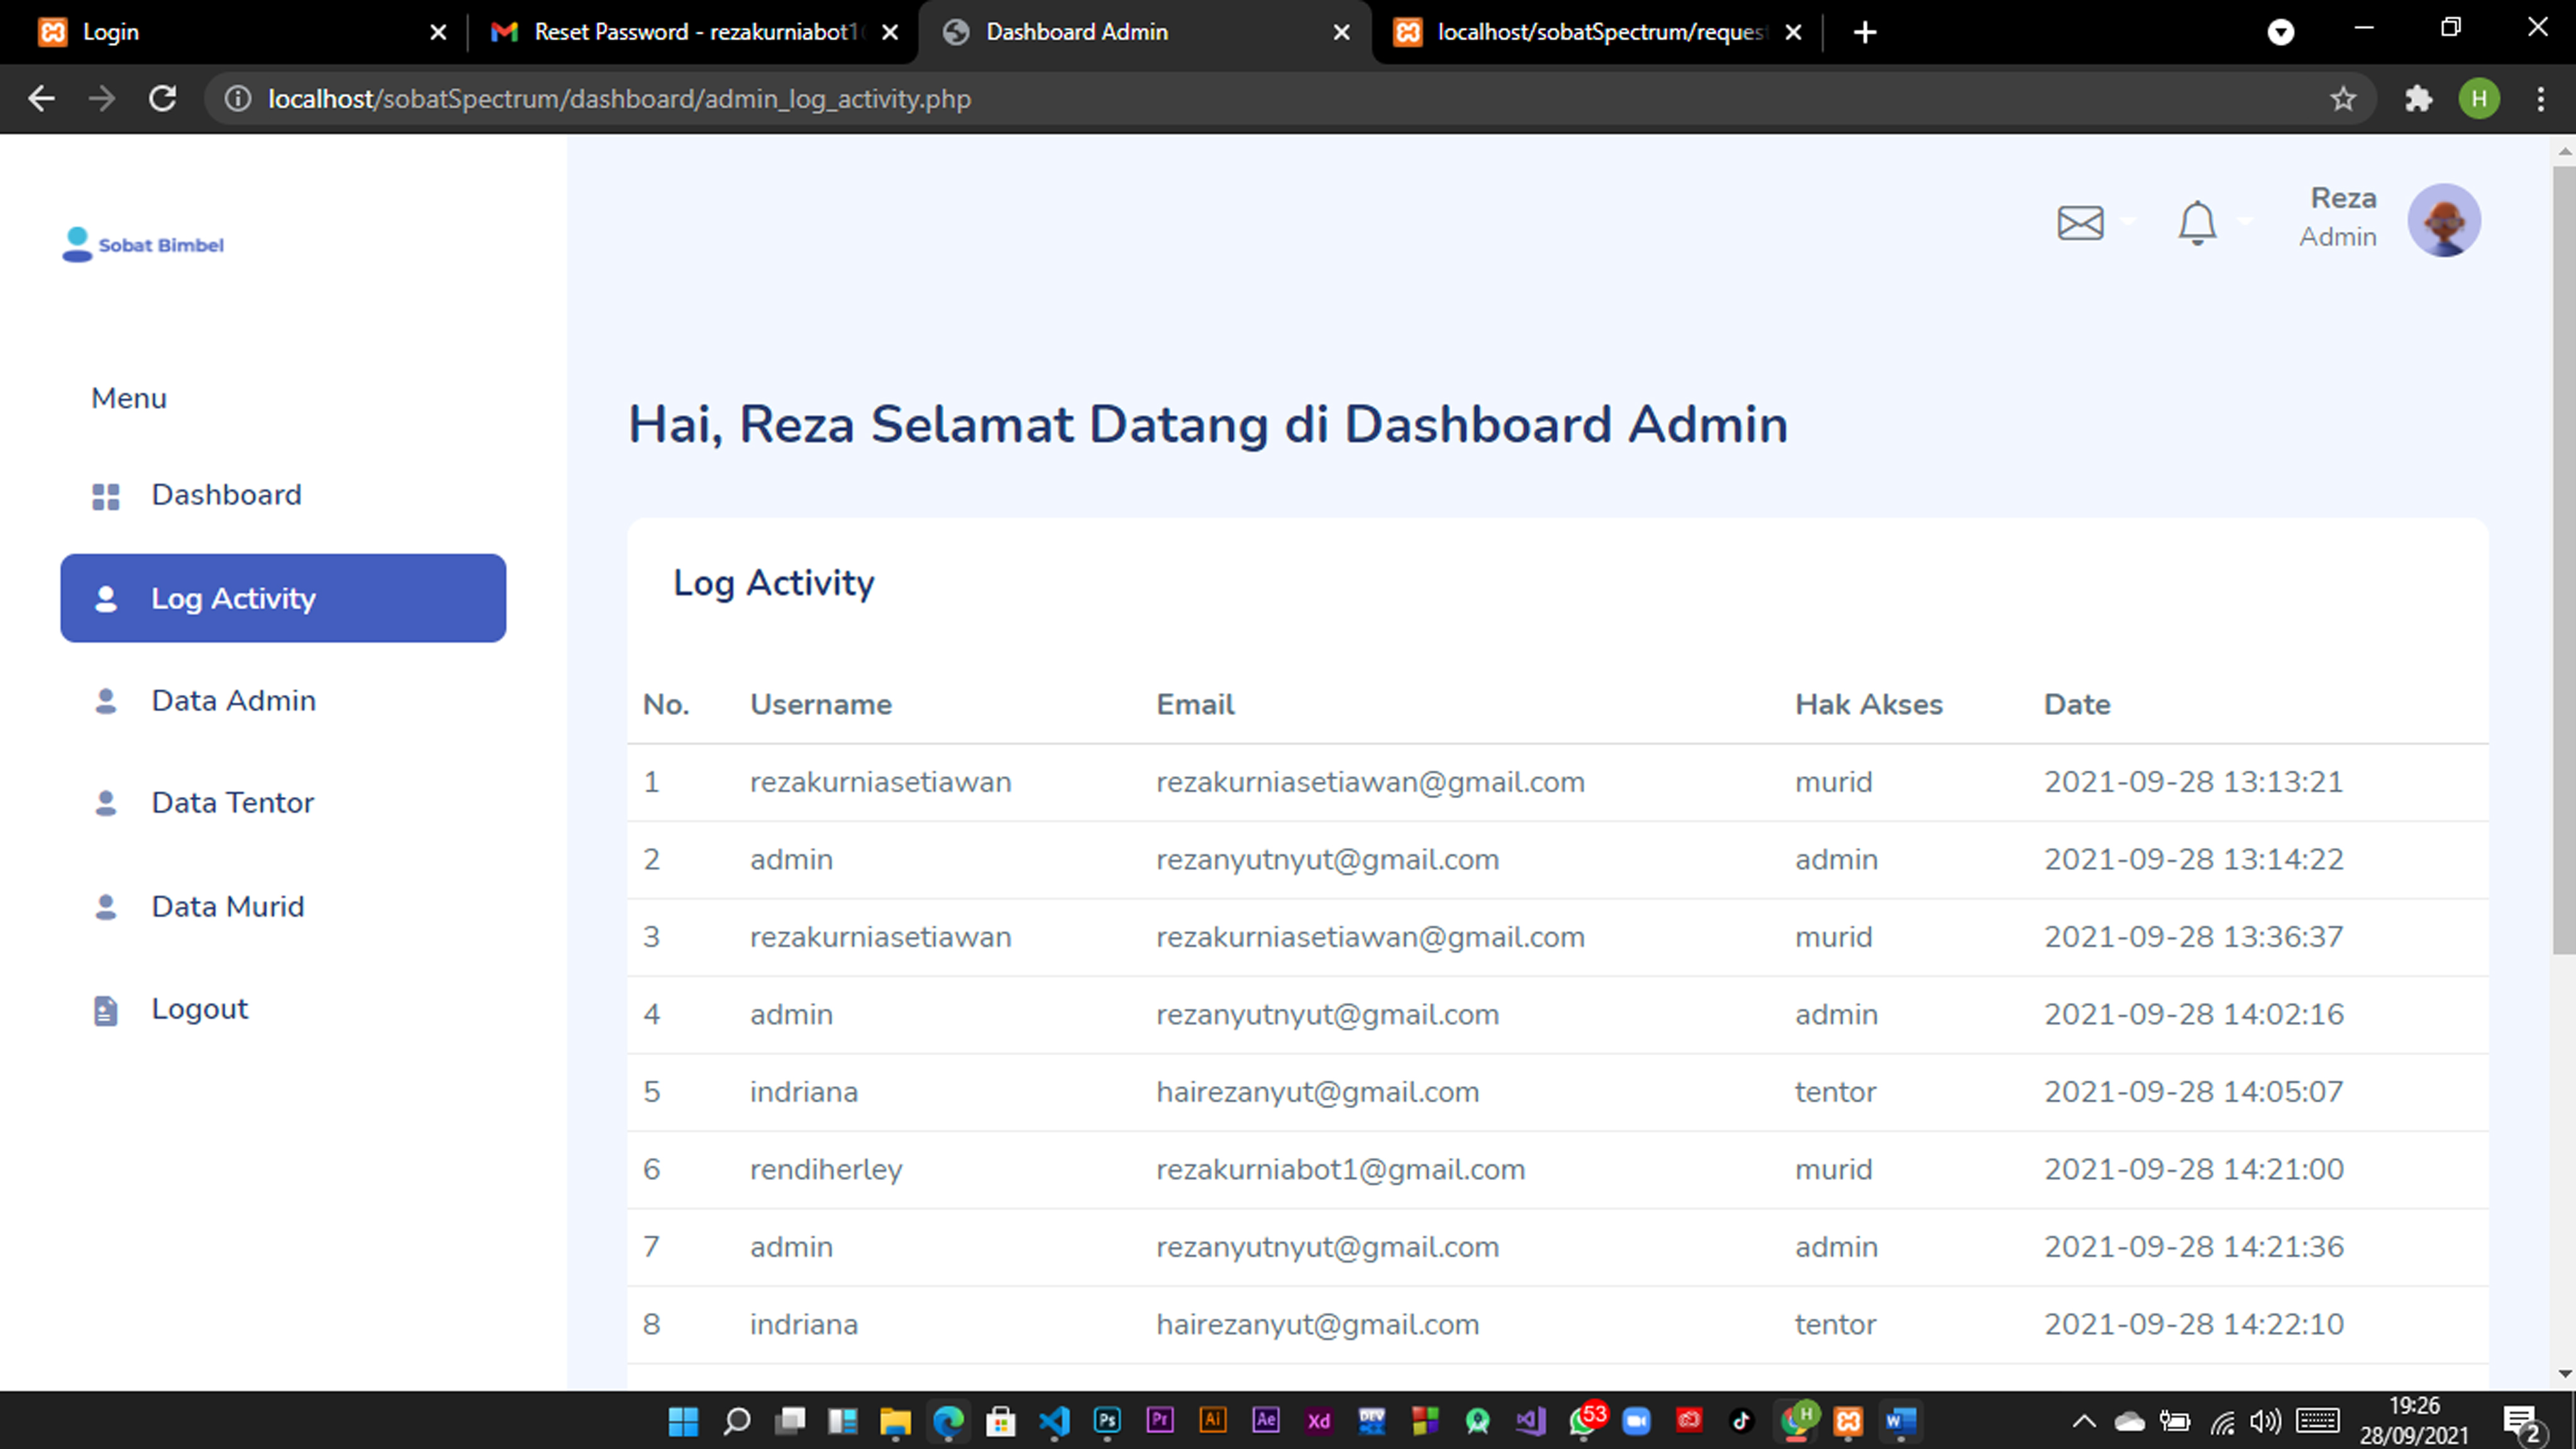 Login
Reset Password - rezakurniabot1
Dashboard Admin
localhost/sobatSpectrum/reques
localhost/sobatSpectrum/dashboard/admin_log_activity.php
H
Sobat Bimbel
Reza
Admin
Menu
Dashboard
Log Activity
Data Admin
Data Tentor
Data Murid
Logout
Hai, Reza Selamat Datang di Dashboard Admin
Log Activity
No. Username Email Hak Akses Date
1 rezakurniasetiawan rezakurniasetiawan@gmail.com murid 2021-09-28 13:13:21
2 admin rezanyutnyut@gmail.com admin 2021-09-28 13:14:22
3 rezakurniasetiawan rezakurniasetiawan@gmail.com murid 2021-09-28 13:36:37
4 admin rezanyutnyut@gmail.com admin 2021-09-28 14:02:16
5 indriana hairezanyut@gmail.com tentor 2021-09-28 14:05:07
6 rendiherley rezakurniabot1@gmail.com murid 2021-09-28 14:21:00
7 admin rezanyutnyut@gmail.com admin 2021-09-28 14:21:36
8 indriana hairezanyut@gmail.com tentor 2021-09-28 14:22:10
Ps Pr Ai Ae Xd DEV 53 H W
19:26
28/09/2021
2